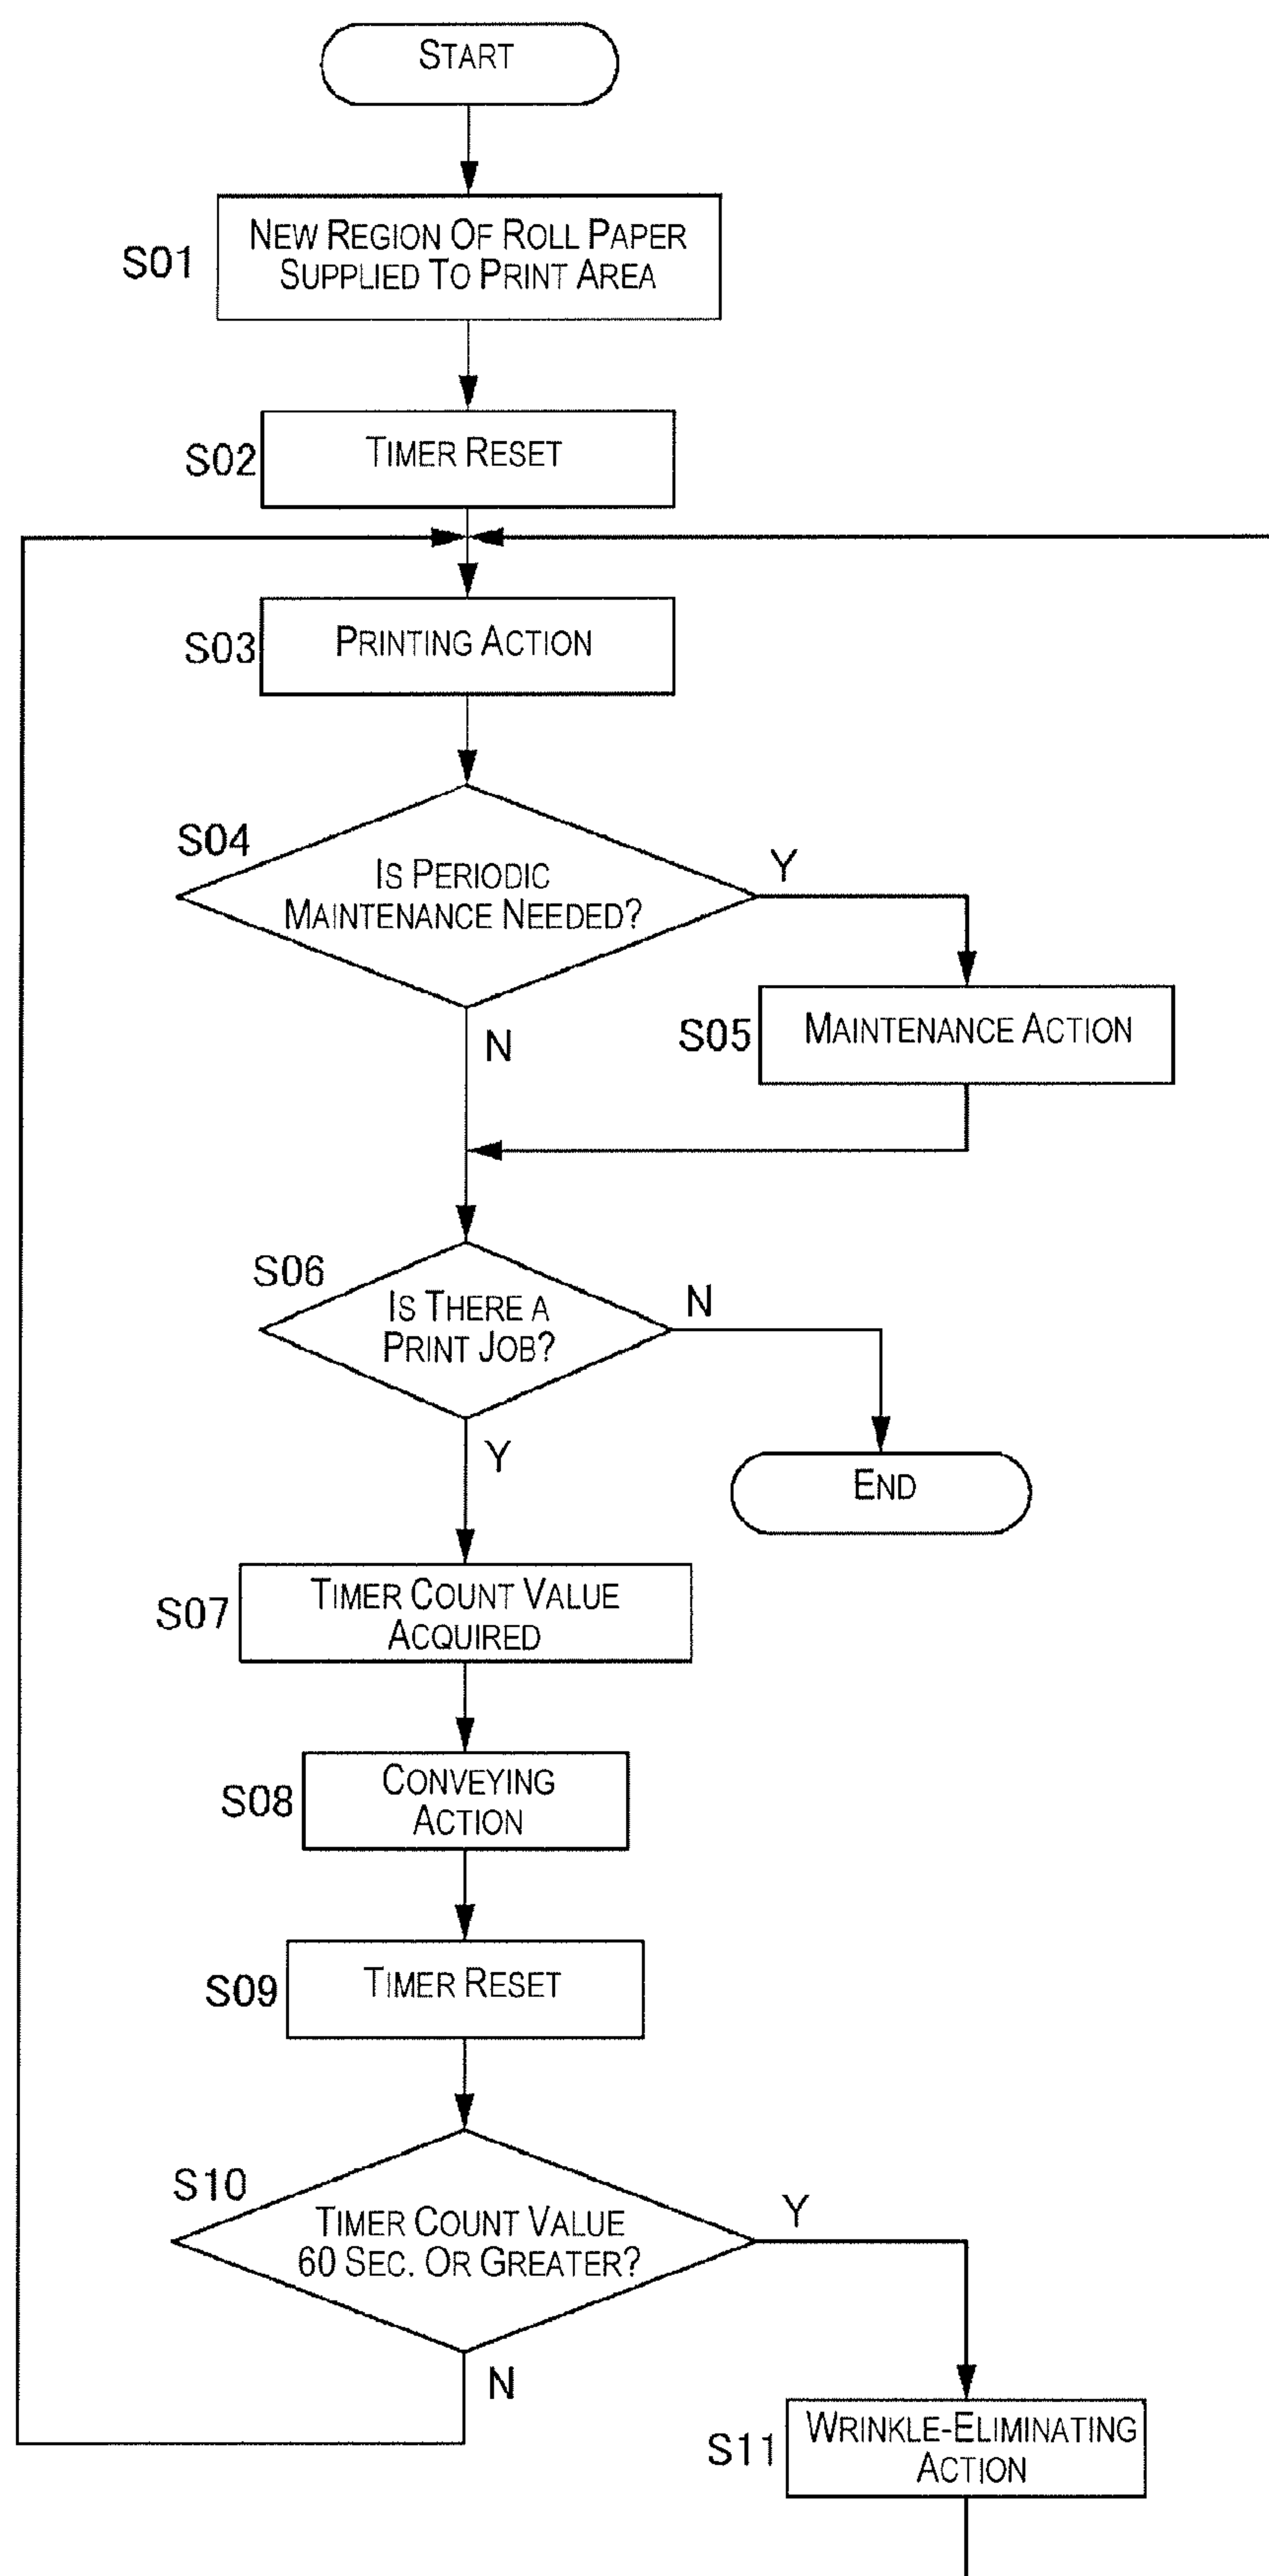 START
S01
NEW REGION OF ROLL PAPER
SUPPLIED TO PRINT AREA
S02
TIMER RESET
S03
PRINTING ACTION
S04
IS PERIODIC
MAINTENANCE NEEDED?
Y
S05
MAINTENANCE ACTION
N
S06
IS THERE A
PRINT JOB?
N
END
Y
S07
TIMER COUNT VALUE
ACQUIRED
S08
CONVEYING
ACTION
S09
TIMER RESET
S10
TIMER COUNT VALUE
60 SEC. OR GREATER?
Y
N
S11
WRINKLE-ELIMINATING
ACTION